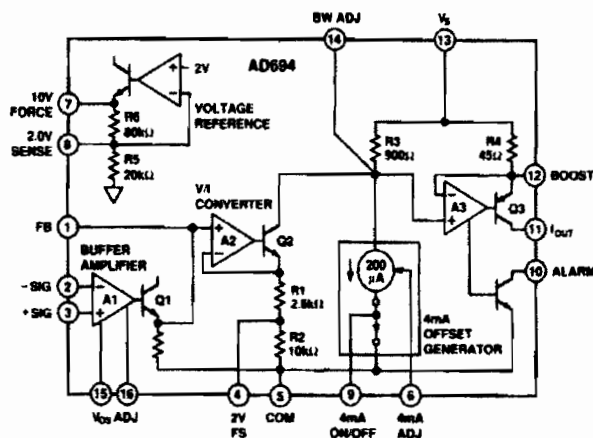 BW ADJ
VS
14
13
AD694
2V
10V
FORCE
7
VOLTAGE
REFERENCE
R6
80kΩ
2.0V
SENSE
8
R5
20kΩ
R3
900Ω
R4
45Ω
12
BOOST
A3
Q3
11
IOUT
V/I
CONVERTER
FB
1
A2
Q2
BUFFER
AMPLIFIER
200
μA
10
ALARM
-SIG
2
A1
Q1
+SIG
3
R1
2.5kΩ
R2
10kΩ
4mA
OFFSET
GENERATOR
15
16
4
5
9
6
VOS ADJ
2V
FS
COM
4mA
ON/OFF
4mA
ADJ